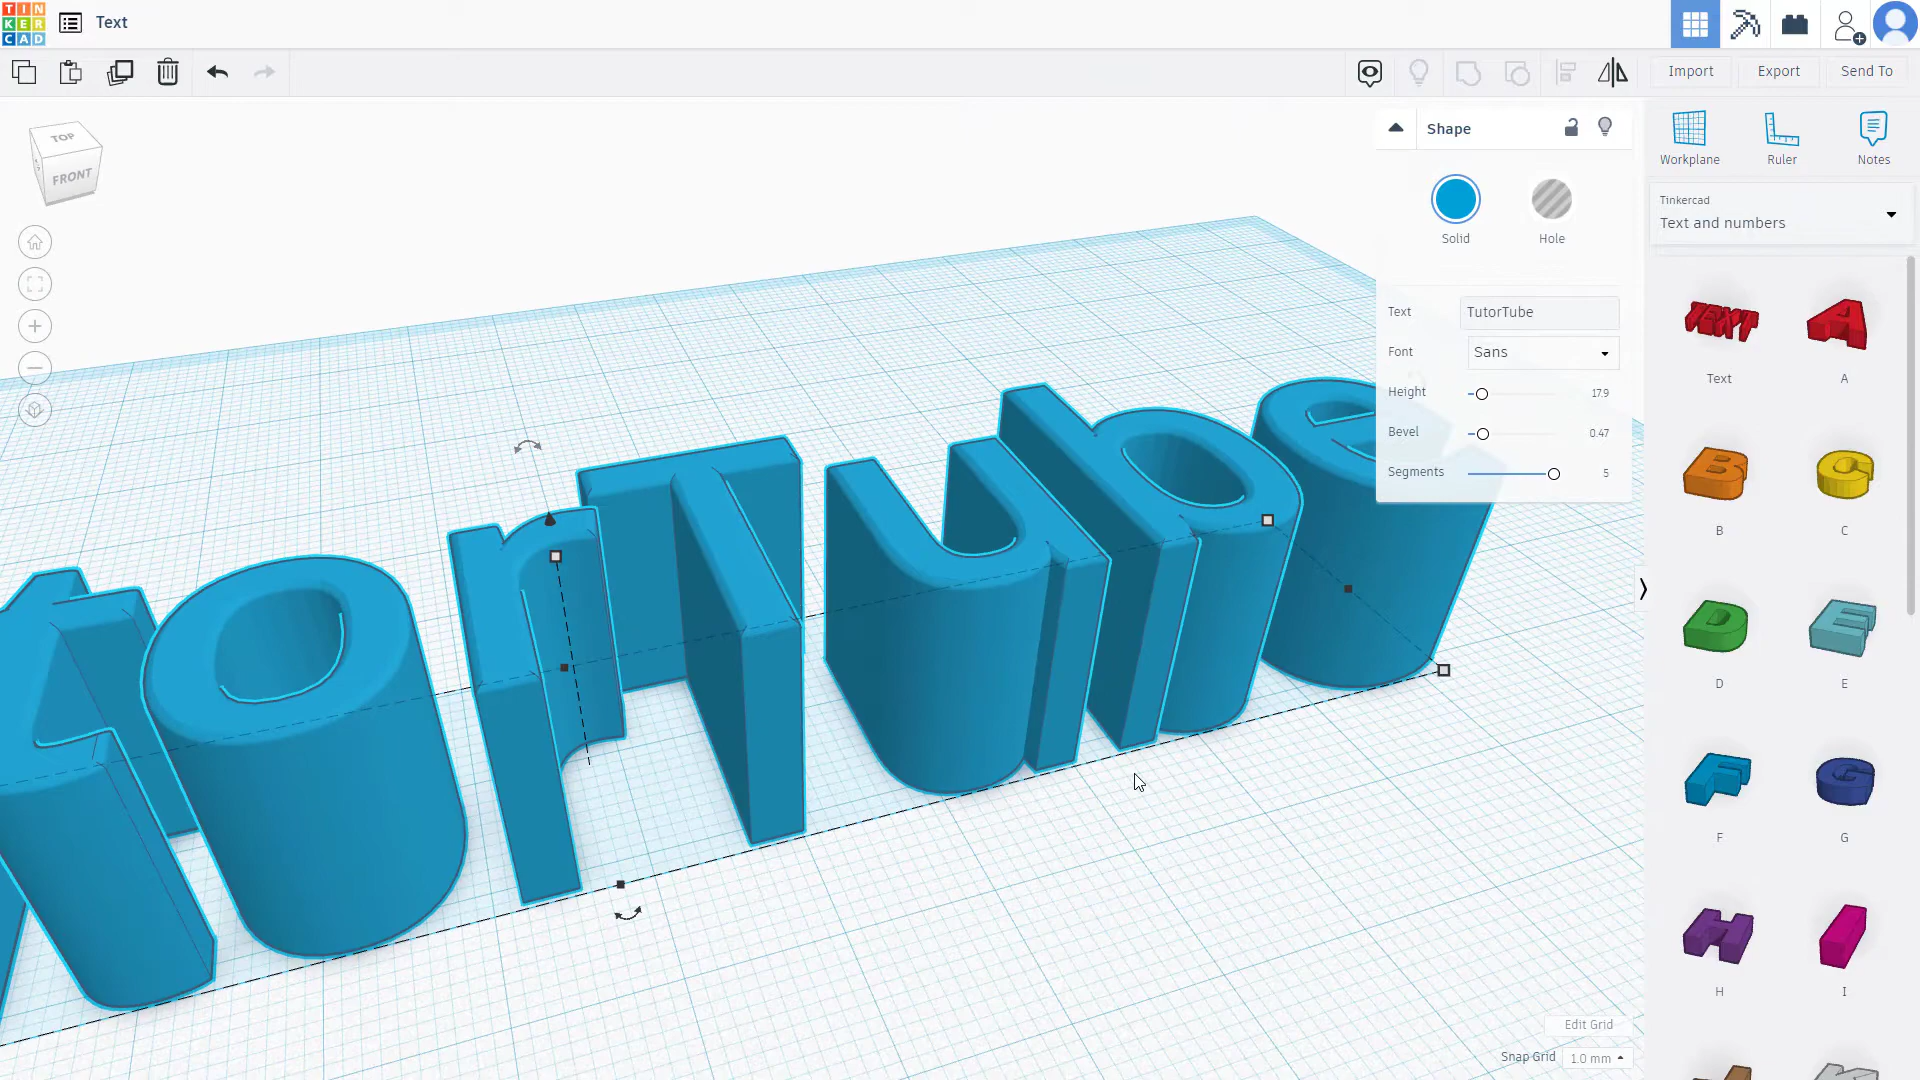 TIN
KER
CAD
Text
Import
Export
Send To
TOP
FRONT
Shape
Solid
Hole
Text
TutorTube
Font
Sans
Height
17.9
Bevel
0.47
Segments
5
Workplane
Ruler
Notes
Tinkercad
Text and numbers
TEXT
A
Text
A
B
C
B
C
D
E
D
E
F
G
F
G
H
I
H
I
torTube
Edit Grid
Snap Grid
1.0 mm